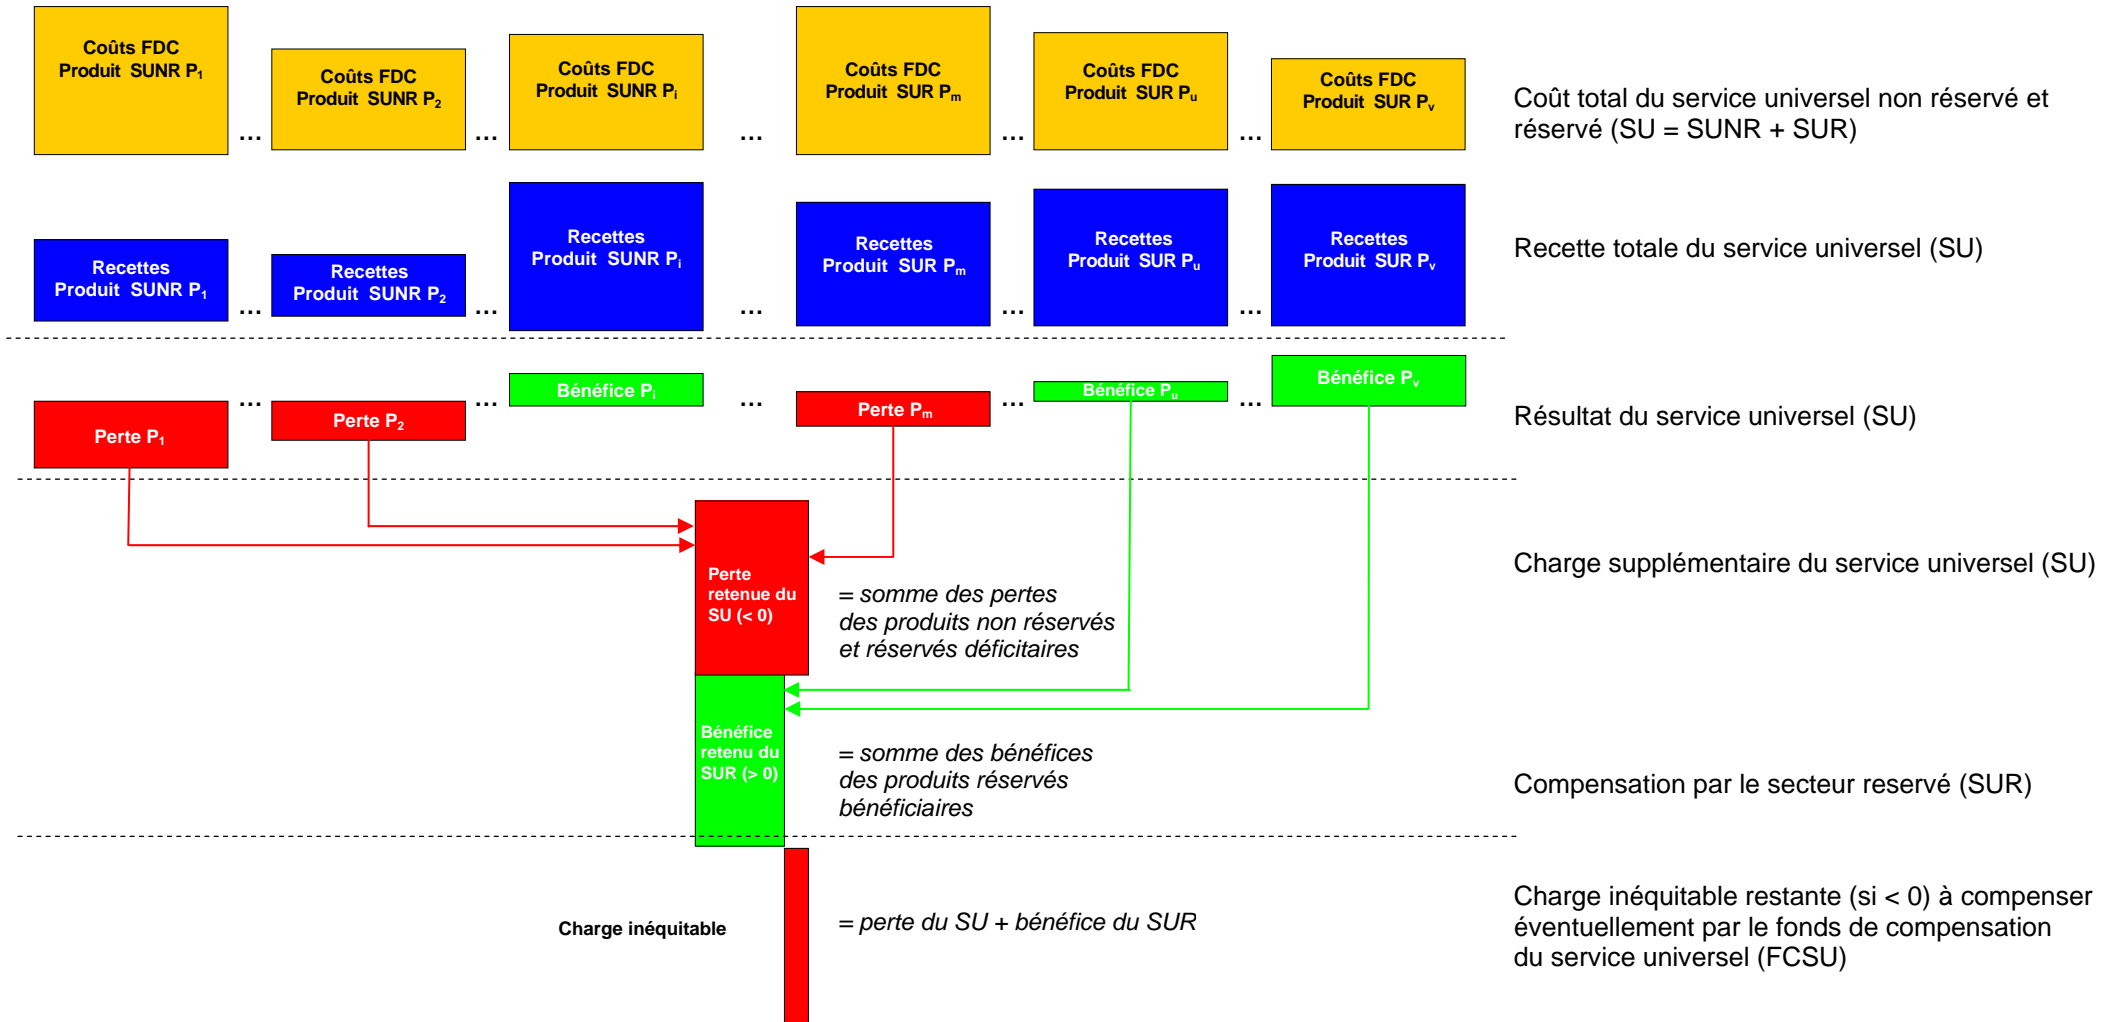 Coûts FDC
Produit SUNR P1
Coûts FDC
Produit SUNR P2
Coûts FDC
Produit SUNR Pi
Coûts FDC
Produit SUR Pm
Coûts FDC
Produit SUR Pu
Coûts FDC
Produit SUR Pv
... ... ... ... ...
Coût total du service universel non réservé et
réservé (SU = SUNR + SUR)
Recettes
Produit SUNR P1
Recettes
Produit SUNR P2
Recettes
Produit SUNR Pi
Recettes
Produit SUR Pm
Recettes
Produit SUR Pu
Recettes
Produit SUR Pv
... ... ... ... ...
Recette totale du service universel (SU)
Perte P1
Perte P2
Bénéfice Pi
Perte Pm
Bénéfice Pu
Bénéfice Pv
... ... ... ... ...
Résultat du service universel (SU)
Perte
retenue du
SU (< 0)
= somme des pertes
des produits non réservés
et réservés déficitaires
Charge supplémentaire du service universel (SU)
Bénéfice
retenu du
SUR (> 0)
= somme des bénéfices
des produits réservés
bénéficiaires
Compensation par le secteur reservé (SUR)
Charge inéquitable
= perte du SU + bénéfice du SUR
Charge inéquitable restante (si < 0) à compenser
éventuellement par le fonds de compensation
du service universel (FCSU)